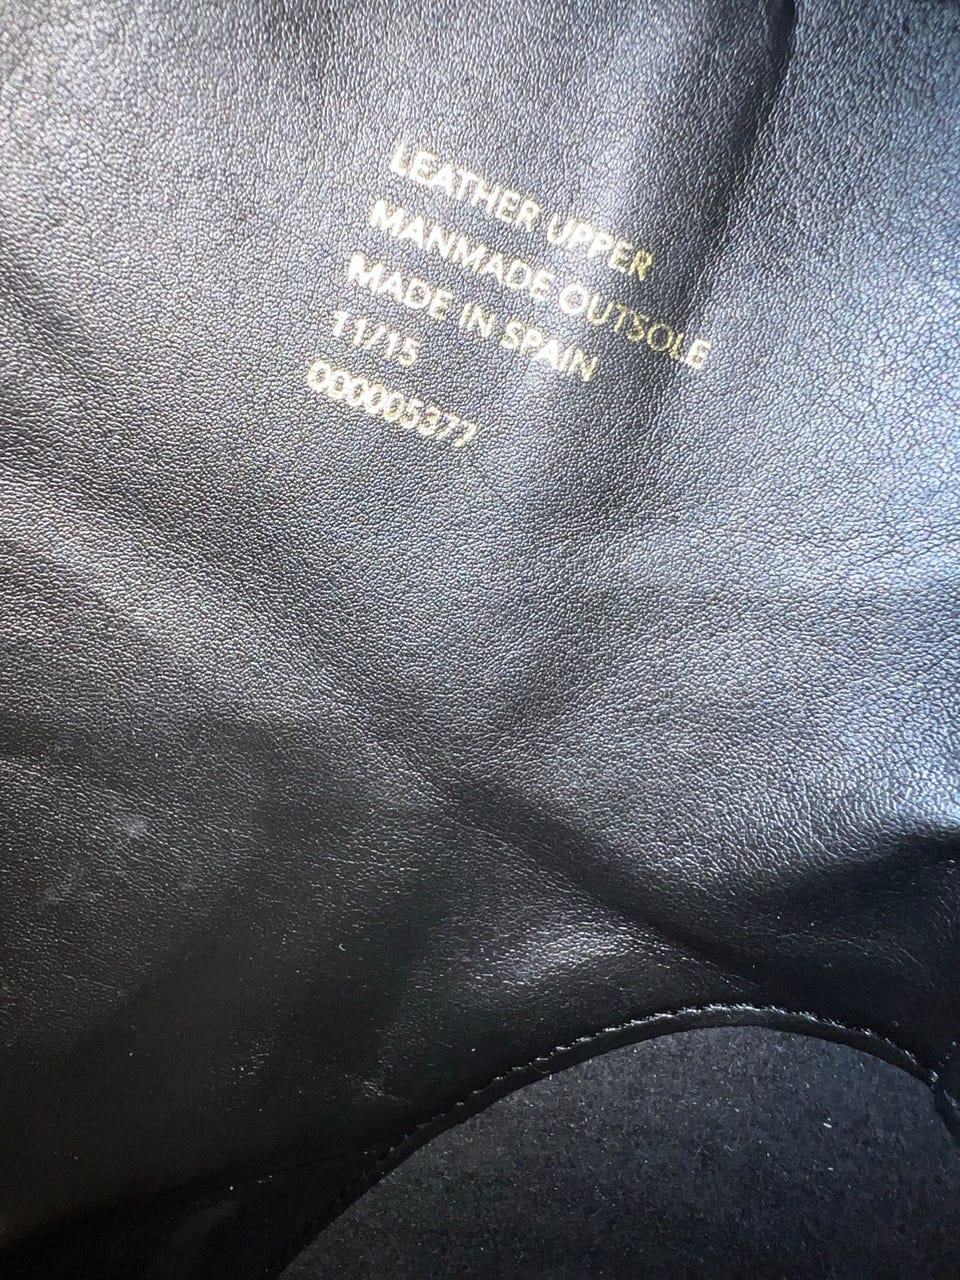 LEATHER UPPER
MANMADE OUTSOLE
MADE IN SPAIN
11/15
000005377